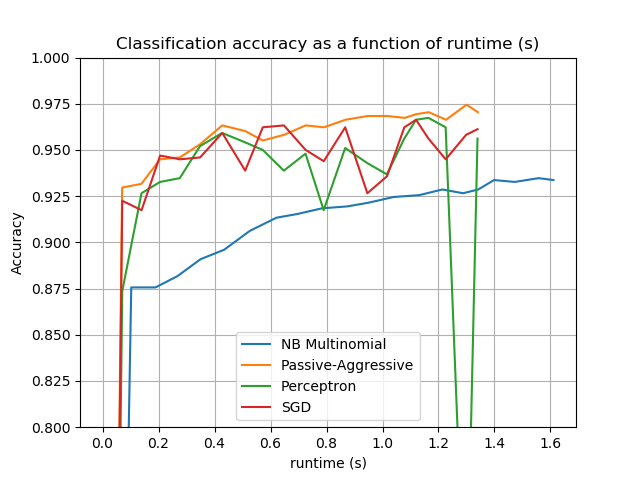 Classification accuracy as a function of runtime (s)
1.000
0.975
0.950
0.925
0.900
0.875
0.850
0.825
0.800
Accuracy
NB Multinomial
Passive-Aggressive
Perceptron
SGD
0.0 0.2 0.4 0.6 0.8 1.0 1.2 1.4 1.6
runtime (s)